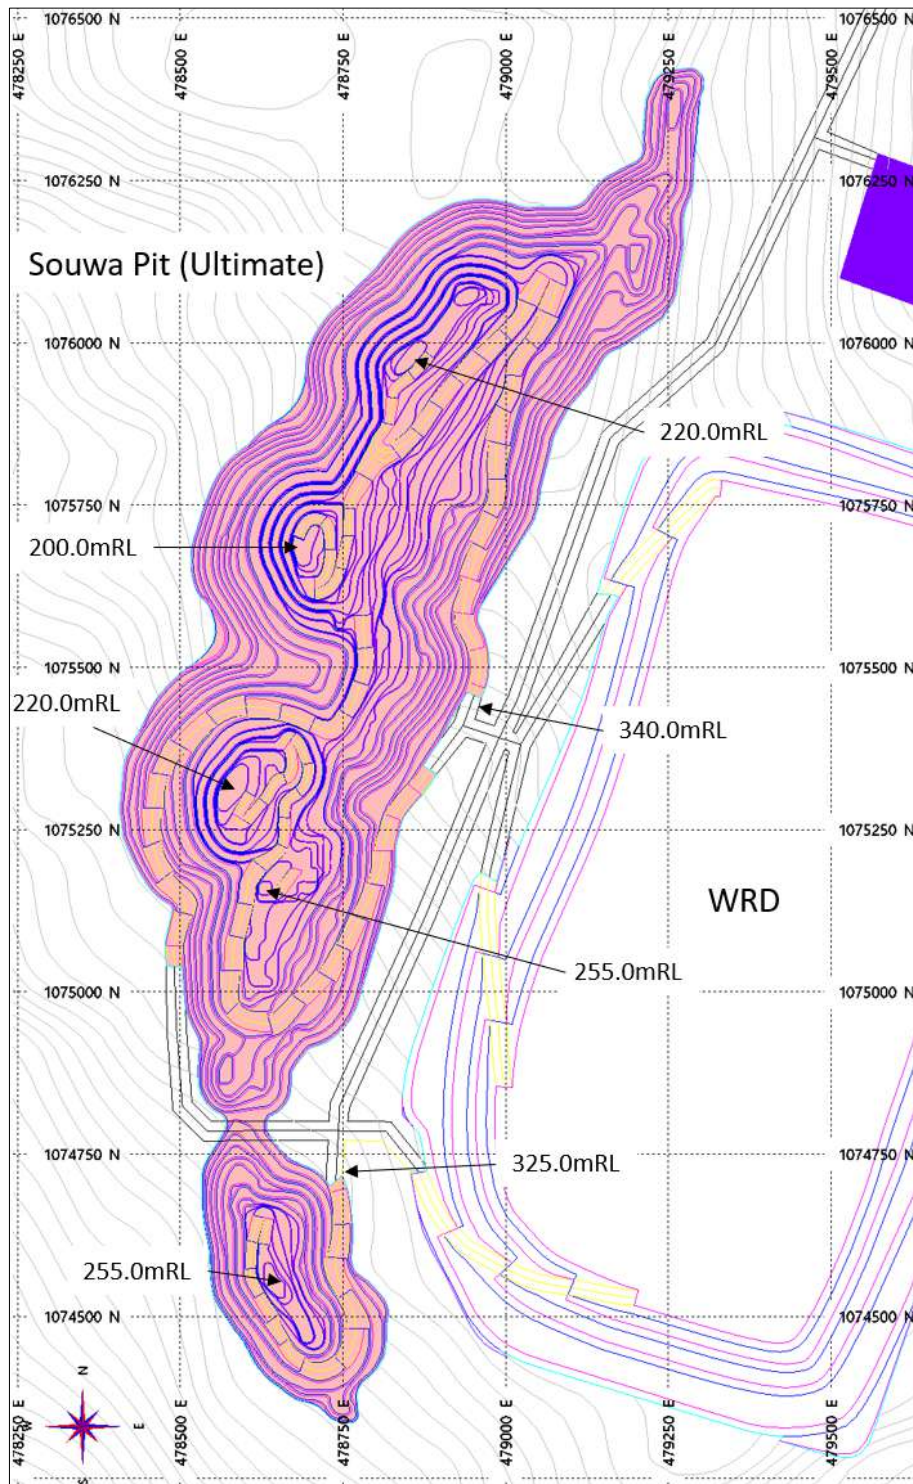 1076500 N 1076500 N
478250 E 478500 E 478750 E 479000 E 479250 E 479500 E
1076250 N 1076250 N
Souwa Pit (Ultimate)
1076000 N 1076000 N
220.0mRL
1075750 N 1075750 N
200.0mRL
1075500 N 1075500 N
220.0mRL
340.0mRL
1075250 N 1075250 N
WRD
255.0mRL
1075000 N 1075000 N
1074750 N 1074750 N
325.0mRL
255.0mRL
1074500 N 1074500 N
N
W E
S
478250 E 478500 E 478750 E 479000 E 479250 E 479500 E